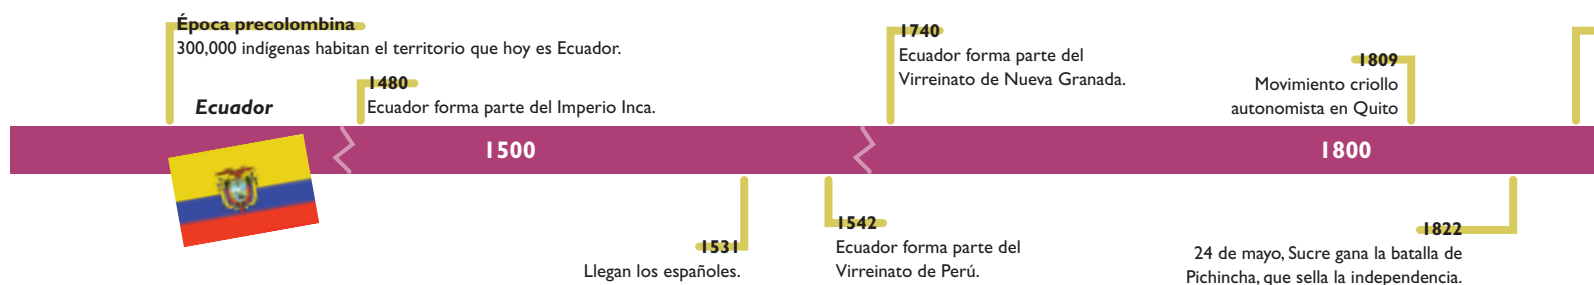 Época precolombina
300,000 indígenas habitan el territorio que hoy es Ecuador.
1480
Ecuador forma parte del Imperio Inca.
Ecuador
1740
Ecuador forma parte del
Virreinato de Nueva Granada.
1809
Movimiento criollo
autonomista en Quito
1500
1800
1531
Llegan los españoles.
1542
Ecuador forma parte del
Virreinato de Perú.
1822
24 de mayo, Sucre gana la batalla de
Pichincha, que sella la independencia.